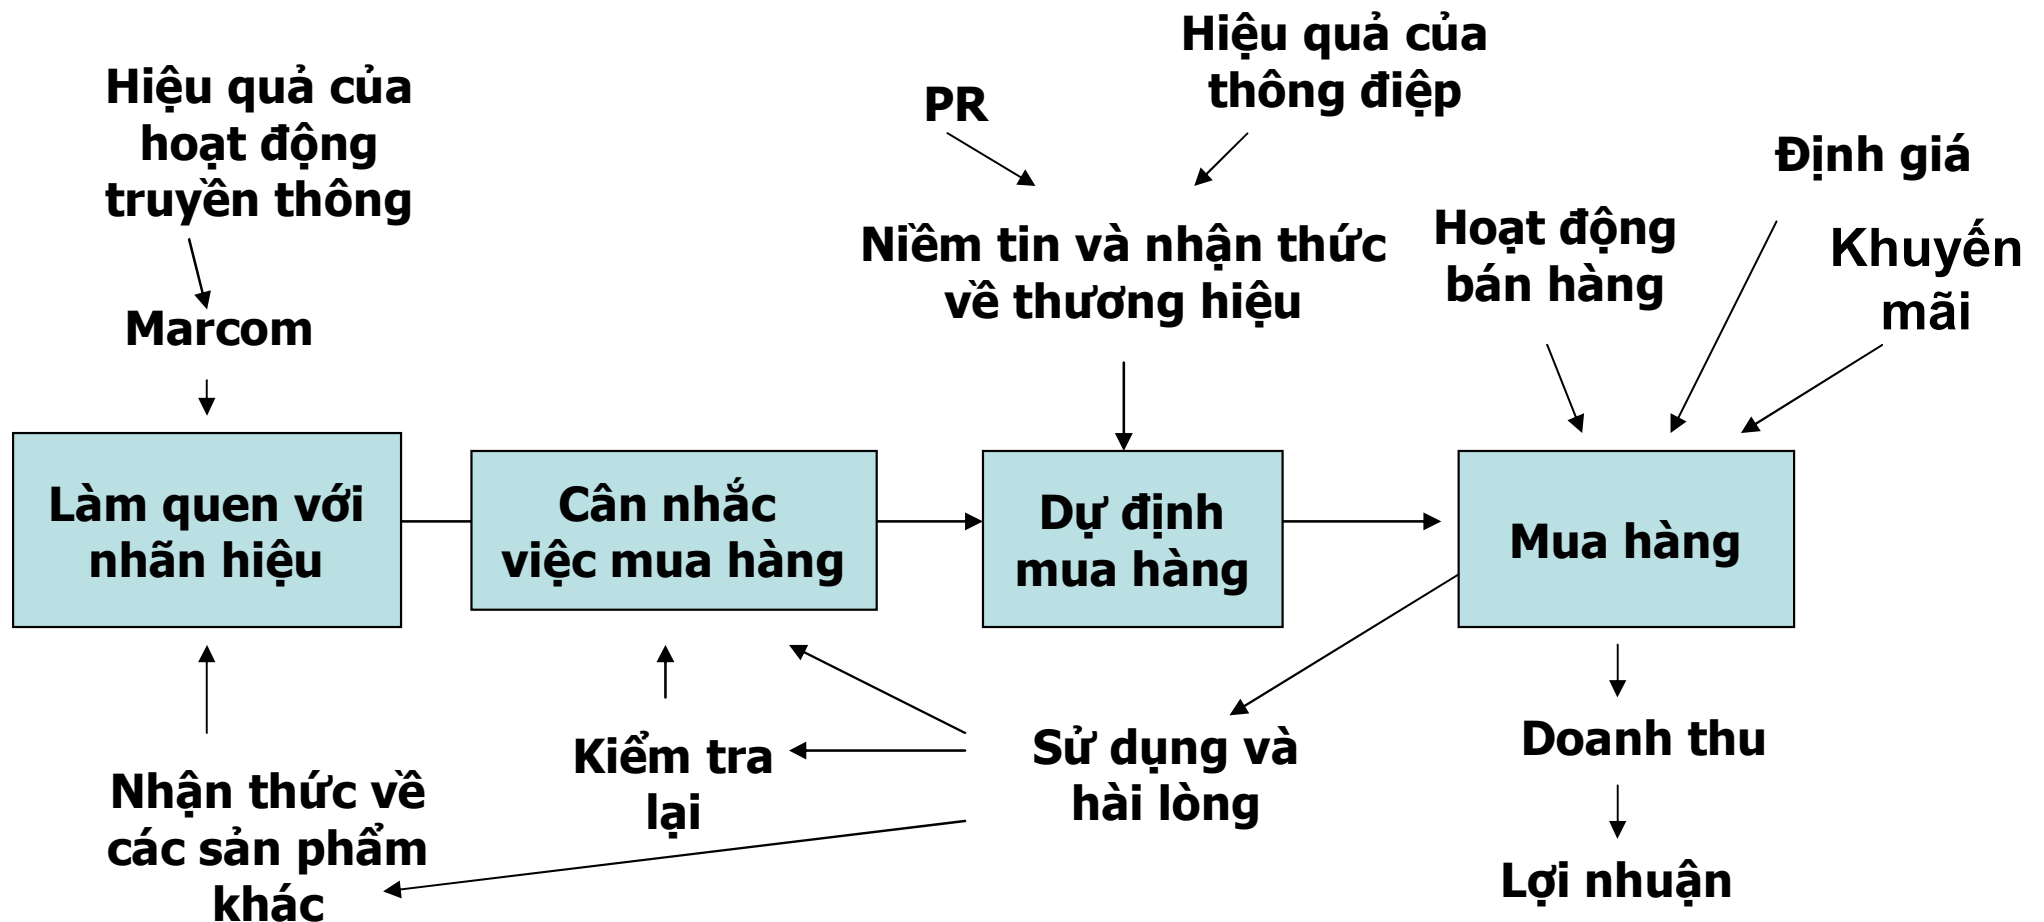 Hiệu quả của
hoạt động
truyền thông
Marcom
PR
Hiệu quả của
thông điệp
Niềm tin và nhận thức
về thương hiệu
Hoạt động
bán hàng
Định giá
Khuyến
mãi
Làm quen với
nhãn hiệu
Cân nhắc
việc mua hàng
Dự định
mua hàng
Mua hàng
Nhận thức về
các sản phẩm
khác
Kiểm tra
lại
Sử dụng và
hài lòng
Doanh thu
Lợi nhuận